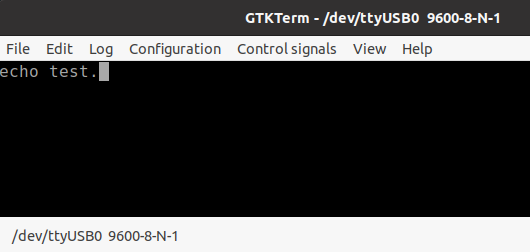 GTKTerm - /dev/ttyUSB0 9600-8-N-1
File Edit Log Configuration Control signals View Help
echo test.
/dev/ttyUSB0 9600-8-N-1